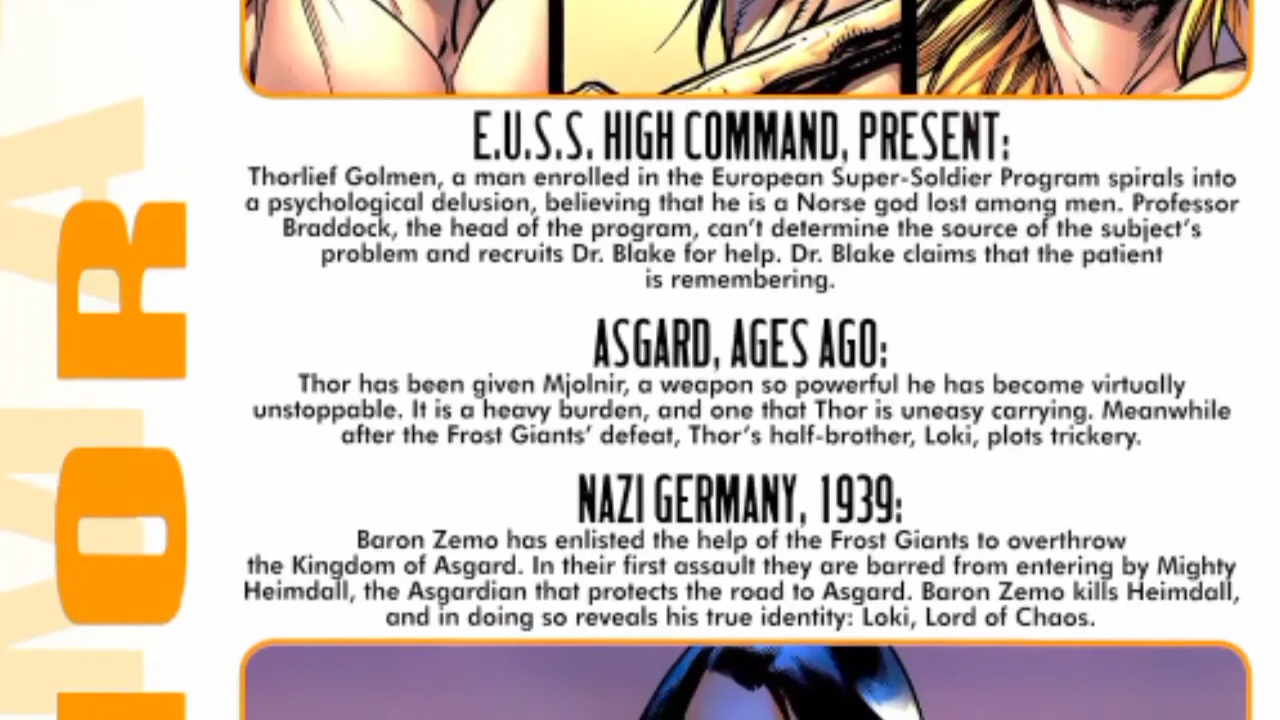 E.U.S.S. HIGH COMMAND, PRESENT:
Thorlief Golmen, a man enrolled in the European Super-Soldier Program spirals into
a psychological delusion, believing that he is a Norse god lost among men. Professor
Braddock, the head of the program, can't determine the source of the subject's
problem and recruits Dr. Blake for help. Dr. Blake claims that the patient
is remembering.
ASGARD, AGES AGO:
Thor has been given Mjolnir, a weapon so powerful he has become virtually
unstoppable. It is a heavy burden, and one that Thor is uneasy carrying. Meanwhile
after the Frost Giants' defeat, Thor's half-brother, Loki, plots trickery.
NAZI GERMANY, 1939:
Baron Zemo has enlisted the help of the Frost Giants to overthrow
the Kingdom of Asgard. In their first assault they are barred from entering by Mighty
Heimdall, the Asgardian that protects the road to Asgard. Baron Zemo kills Heimdall,
and in doing so reveals his true identity: Loki, Lord of Chaos.
OR